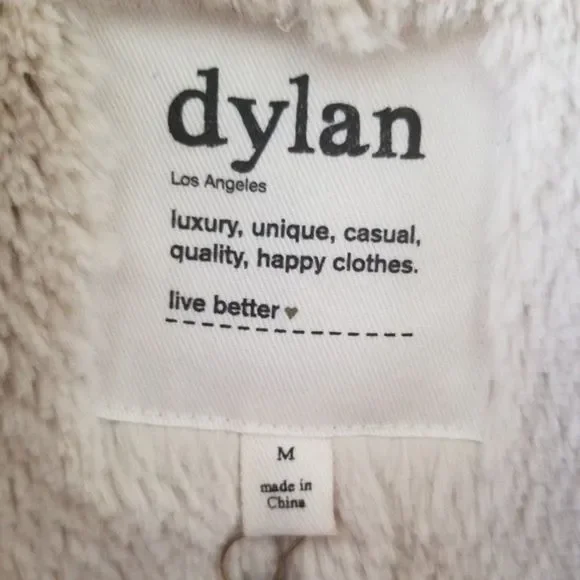 dylan
Los Angeles
luxury, unique, casual,
quality, happy clothes.
live better ♥
M
made in
China